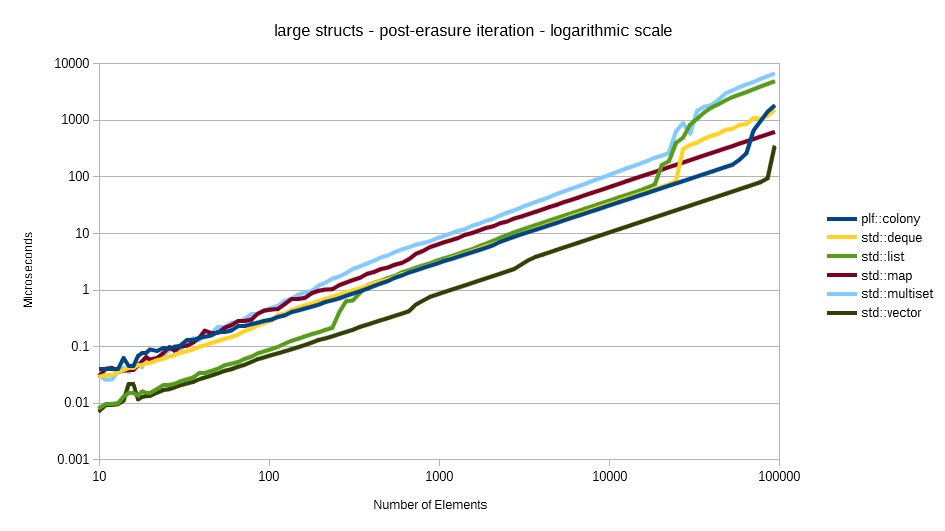 large structs - post-erasure iteration - logarithmic scale
10000
1000
100
10
1
0.1
0.01
0.001
Microseconds
10
100
1000
10000
100000
Number of Elements
plf::colony
std::deque
std::list
std::map
std::multiset
std::vector